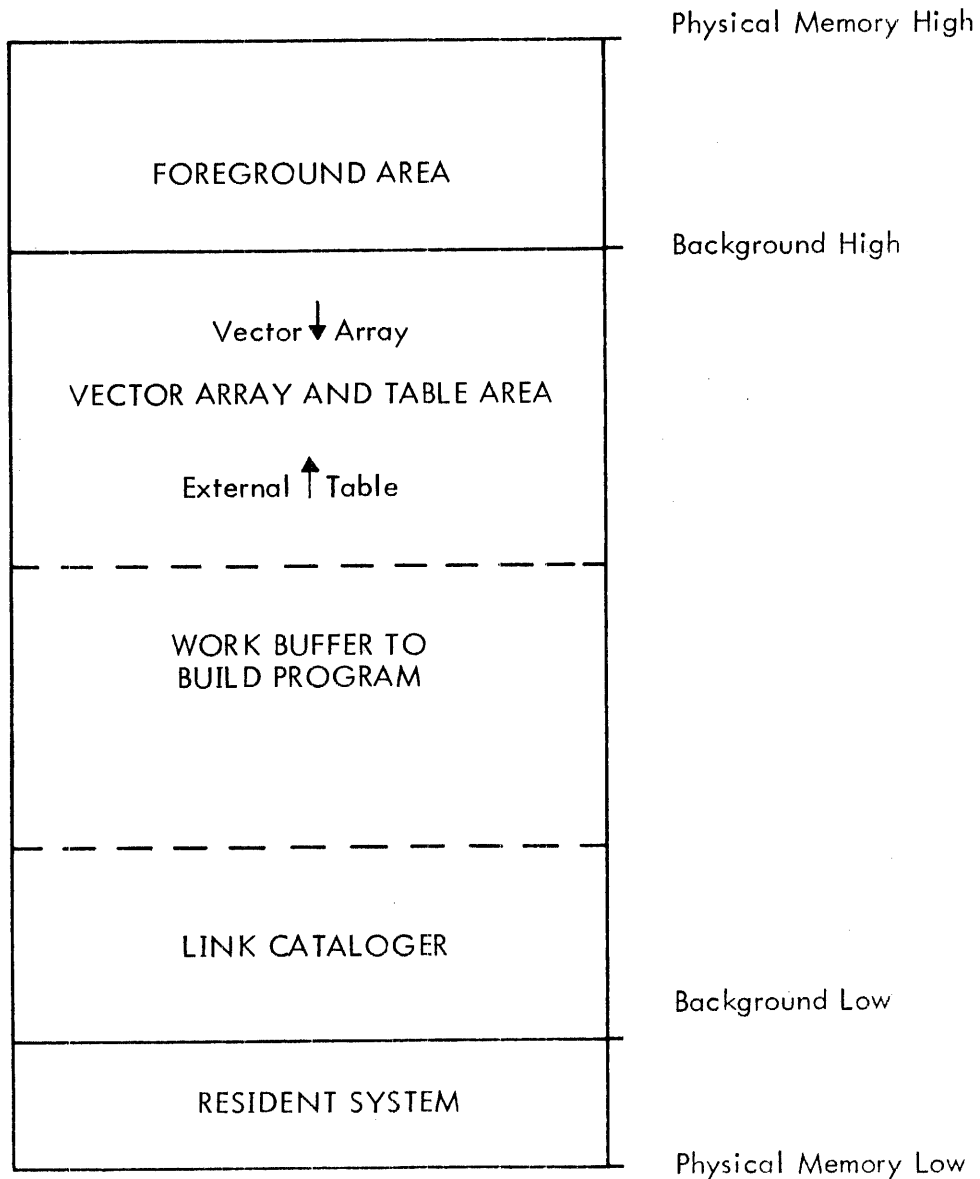 Physical Memory High
FOREGROUND AREA
Background High
Vector Array
VECTOR ARRAY AND TABLE AREA
External Table
WORK BUFFER TO
BUILD PROGRAM
LINK CATALOGER
Background Low
RESIDENT SYSTEM
Physical Memory Low